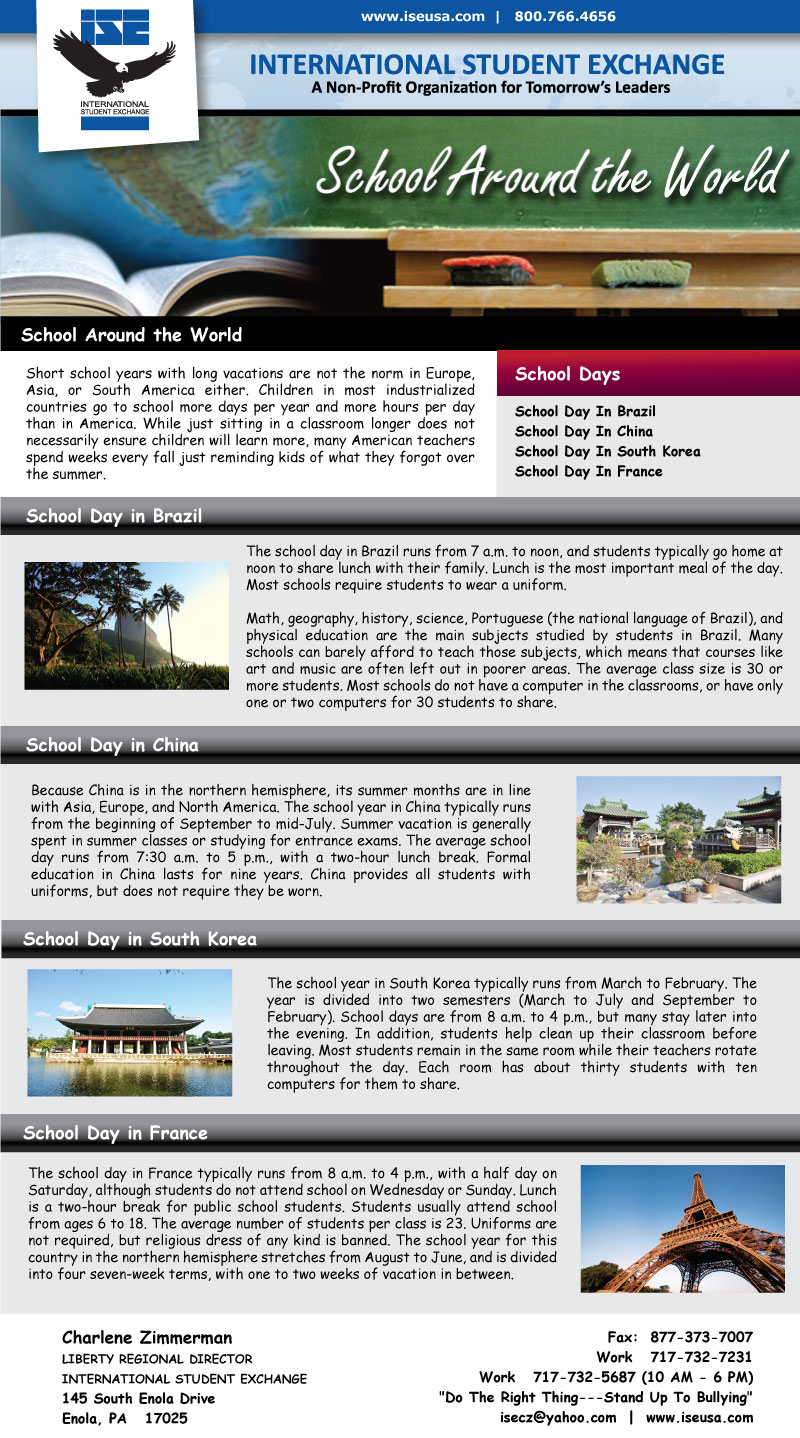 www.iseusa.com | 800.766.4656
ISE
INTERNATIONAL
STUDENT EXCHANGE
INTERNATIONAL STUDENT EXCHANGE
A Non-Profit Organization for Tomorrow's Leaders
School Around the World
School Around the World
Short school years with long vacations are not the norm in Europe,
Asia, or South America either. Children in most industrialized
countries go to school more days per year and more hours per day
than in America. While just sitting in a classroom longer does not
necessarily ensure children will learn more, many American teachers
spend weeks every fall just reminding kids of what they forgot over
the summer.
School Days
School Day In Brazil
School Day In China
School Day In South Korea
School Day In France
School Day in Brazil
The school day in Brazil runs from 7 a.m. to noon, and students typically go home at
noon to share lunch with their family. Lunch is the most important meal of the day.
Most schools require students to wear a uniform.
Math, geography, history, science, Portuguese (the national language of Brazil), and
physical education are the main subjects studied by students in Brazil. Many
schools can barely afford to teach those subjects, which means that courses like
art and music are often left out in poorer areas. The average class size is 30 or
more students. Most schools do not have a computer in the classrooms, or have only
one or two computers for 30 students to share.
School Day in China
Because China is in the northern hemisphere, its summer months are in line
with Asia, Europe, and North America. The school year in China typically runs
from the beginning of September to mid-July. Summer vacation is generally
spent in summer classes or studying for entrance exams. The average school
day runs from 7:30 a.m. to 5 p.m., with a two-hour lunch break. Formal
education in China lasts for nine years. China provides all students with
uniforms, but does not require they be worn.
School Day in South Korea
The school year in South Korea typically runs from March to February. The
year is divided into two semesters (March to July and September to
February). School days are from 8 a.m. to 4 p.m., but many stay later into
the evening. In addition, students help clean up their classroom before
leaving. Most students remain in the same room while their teachers rotate
throughout the day. Each room has about thirty students with ten
computers for them to share.
School Day in France
The school day in France typically runs from 8 a.m. to 4 p.m., with a half day on
Saturday, although students do not attend school on Wednesday or Sunday. Lunch
is a two-hour break for public school students. Students usually attend school
from ages 6 to 18. The average number of students per class is 23. Uniforms are
not required, but religious dress of any kind is banned. The school year for this
country in the northern hemisphere stretches from August to June, and is divided
into four seven-week terms, with one to two weeks of vacation in between.
Charlene Zimmerman
LIBERTY REGIONAL DIRECTOR
INTERNATIONAL STUDENT EXCHANGE
145 South Enola Drive
Enola, PA 17025
Fax: 877-373-7007
Work 717-732-7231
Work 717-732-5687 (10 AM - 6 PM)
"Do The Right Thing---Stand Up To Bullying"
isecz@yahoo.com | www.iseusa.com